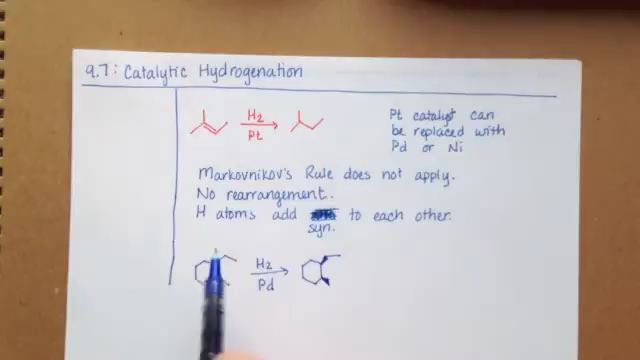 9.7: Catalytic Hydrogenation
H2
Pt
Pt catalyst can
be replaced with
Pd or Ni
Markovnikov's Rule does not apply.
No rearrangement.
H atoms add to each other.
syn.
H2
Pd